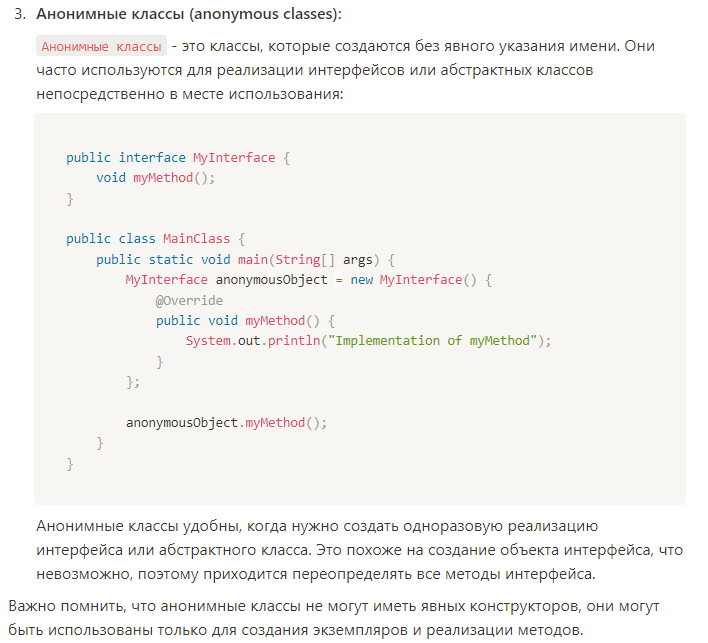 3. Анонимные классы (anonymous classes):
Анонимные классы - это классы, которые создаются без явного указания имени. Они
часто используются для реализации интерфейсов или абстрактных классов
непосредственно в месте использования:
public interface MyInterface {
    void myMethod();
}
public class MainClass {
    public static void main(String[] args) {
        MyInterface anonymousObject = new MyInterface() {
            @Override
            public void myMethod() {
                System.out.println("Implementation of myMethod");
            }
        };
        anonymousObject.myMethod();
    }
}
Анонимные классы удобны, когда нужно создать одноразовую реализацию
интерфейса или абстрактного класса. Это похоже на создание объекта интерфейса, что
невозможно, поэтому приходится переопределять все методы интерфейса.
Важно помнить, что анонимные классы не могут иметь явных конструкторов, они могут
быть использованы только для создания экземпляров и реализации методов.